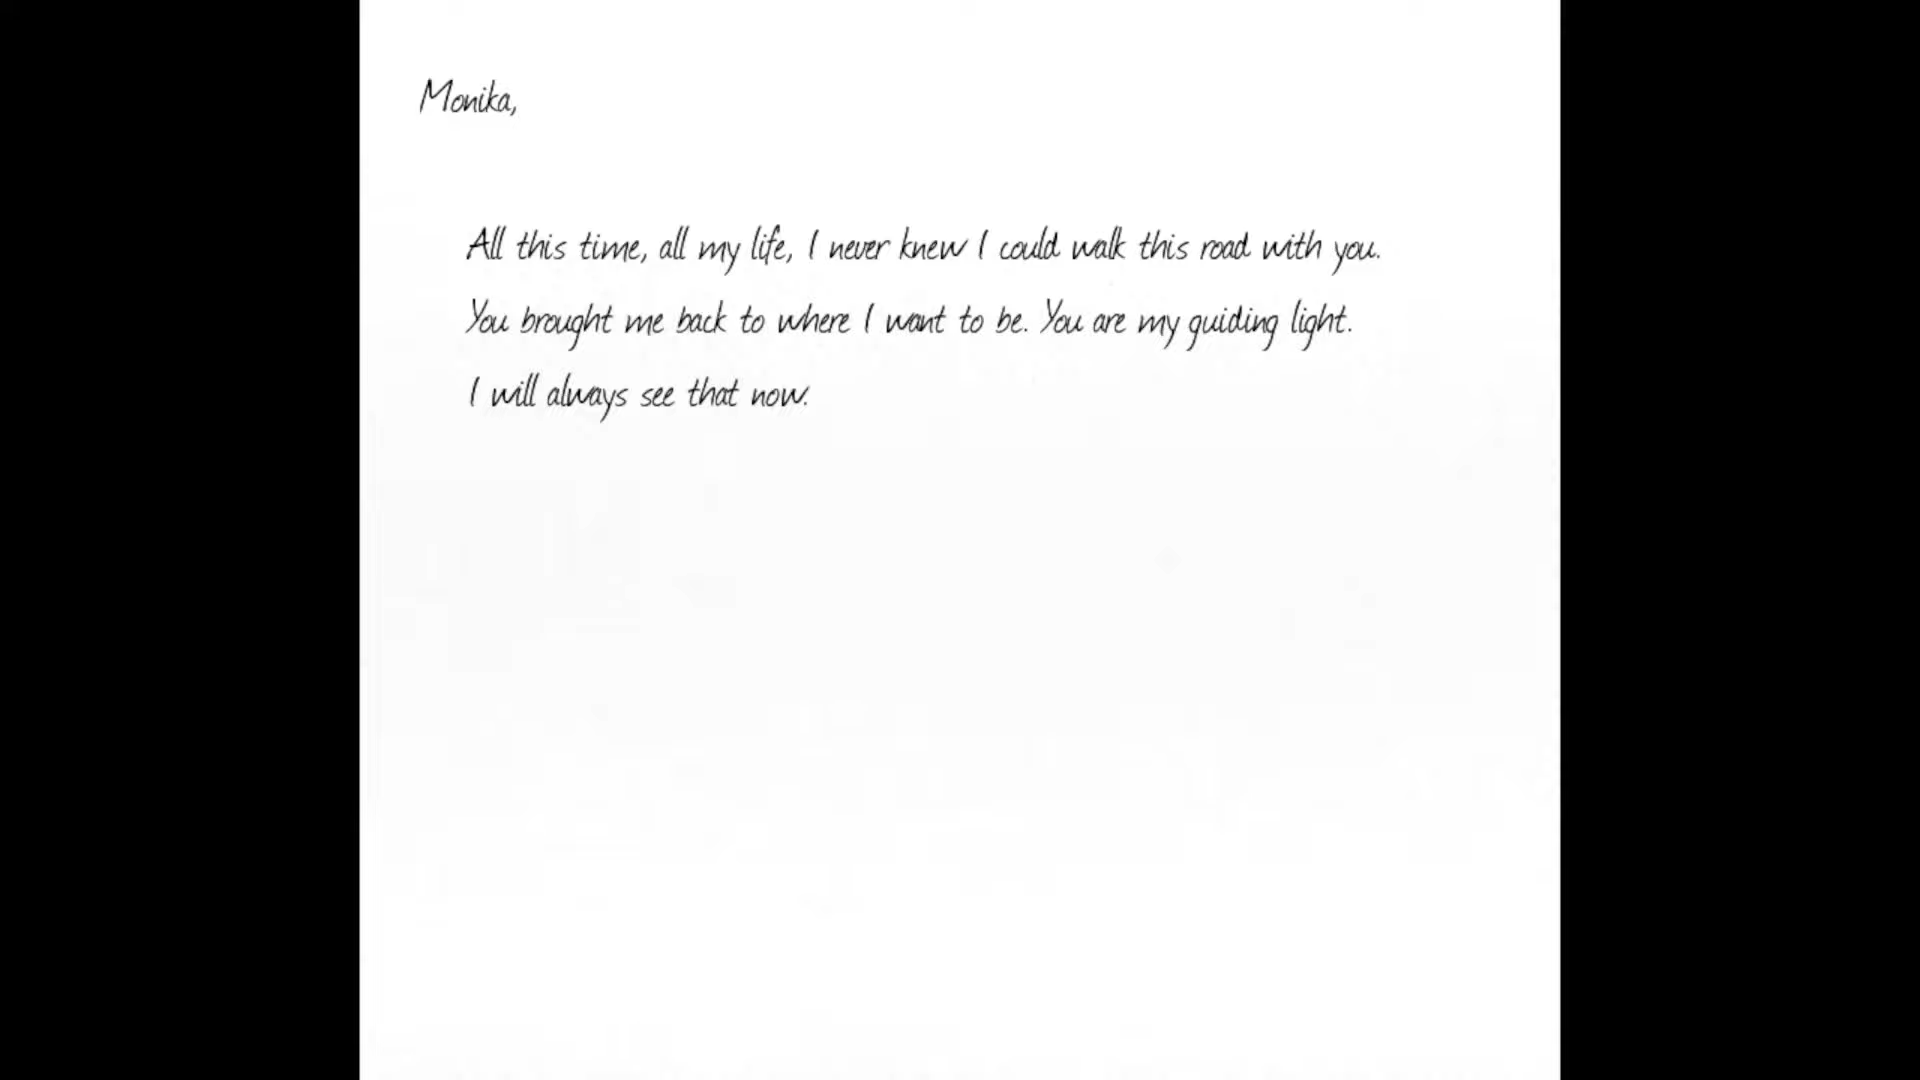 Monika,
All this time, all my life, I never knew I could walk this road with you.
You brought me back to where I want to be. You are my guiding light.
I will always see that now.